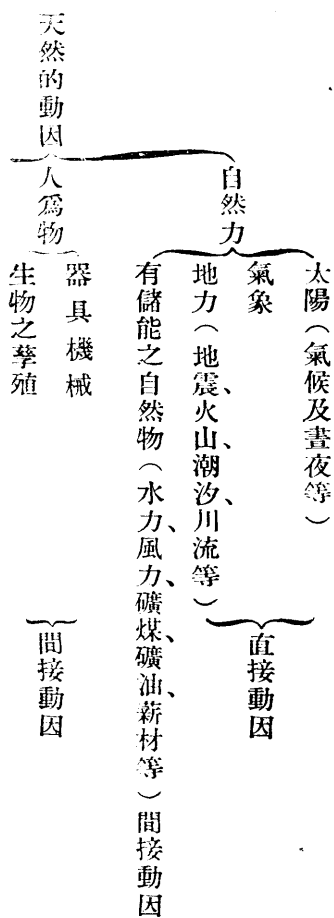 天然的動因
自然力
太陽（氣候及晝夜等）
氣象
地力（地震、火山、潮汐、川流等）
直接動因
有儲能之自然物（水力、風力、礦煤、礦油、薪材等）間接動因
人爲物
器具機械
生物之孳殖
間接動因